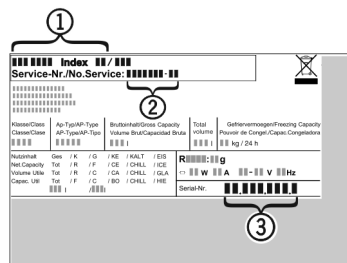 1
Index /
Service-Nr./No.Service: -
2
Klasse/Class Ap-Typ/AP-Type Bruttoinhalt/Gross Capacity Total Gefriervermoegen/Freezing Capacity
Classe/Clase AP-Type/AP-Tipo Volume Brut/Capacidad Bruta volume Pouvoir de Congel./Capac.Congeladora
l l kg / 24 h
Nutzinhalt Ges / K / G / KE / KALT / EIS
Net Capacity Tot / R / F / CE / CHILL / ICE
Volume Utile Tot / R / C / CA / CHILL / GLA
Capac. Util Tot / F / C / BO / CHILL / HIE
l / l
R : g
W A - V Hz
Serial-Nr. , , ,
3